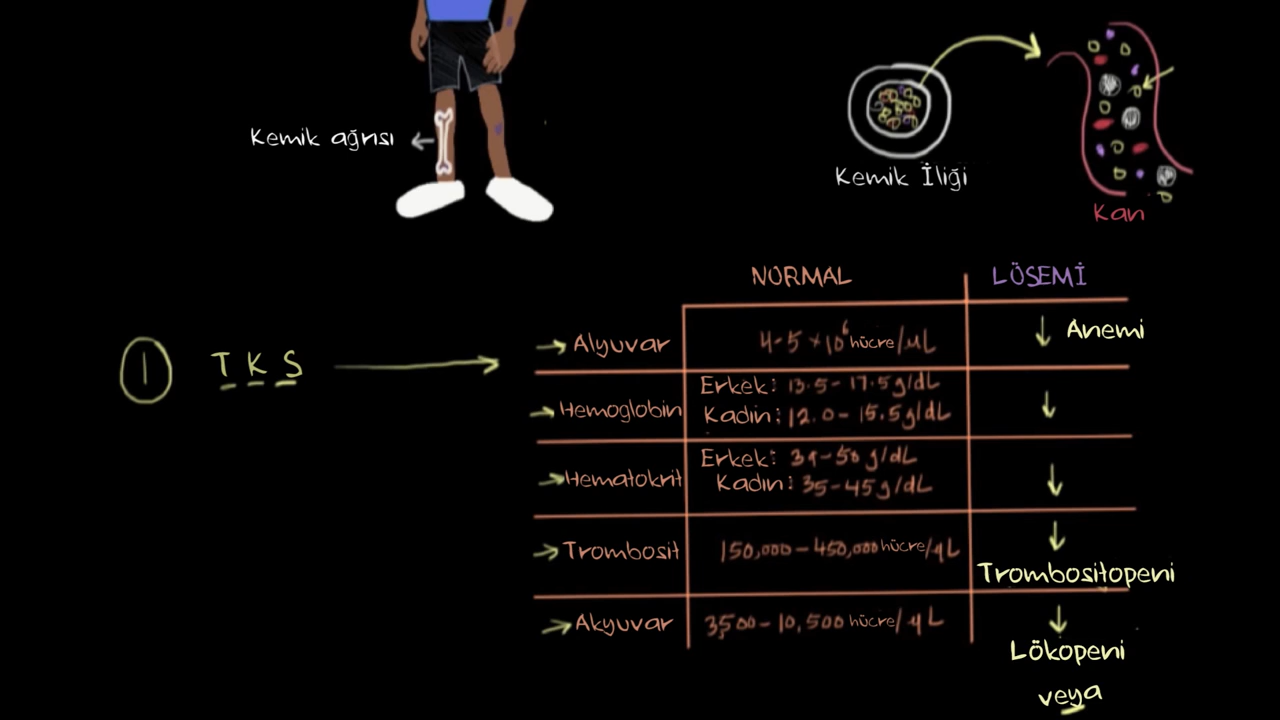 Kemik ağrısı
Kemik İliği
Kan
NORMAL
LÖSEMİ
1 TKS
Alyuvar
4-5 x 10⁶ hücre/µL
Anemi
Hemoglobin
Erkek: 13.5-17.5 g/dL
Kadın: 12.0-15.5 g/dL
Hematokrit
Erkek: 39-50 g/dL
Kadın: 35-45 g/dL
Trombosit
150,000-450,000 hücre/µL
Trombositopeni
Akyuvar
3,500-10,500 hücre/µL
Lökopeni
veya